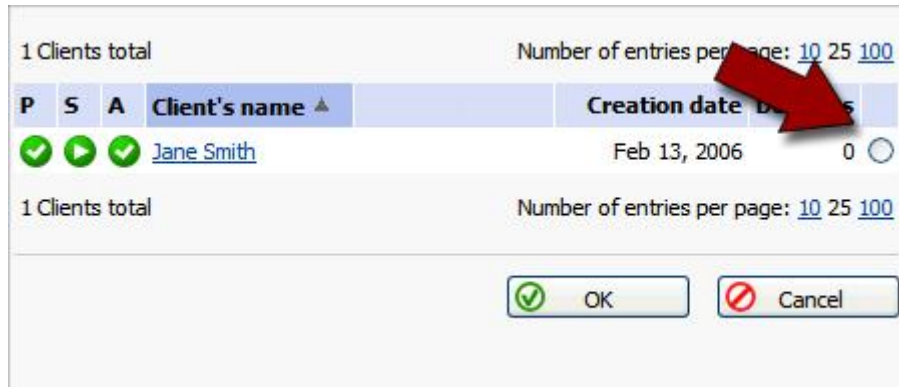 1 Clients total Number of entries per page: 10 25 100
P S A Client's name Creation date
Jane Smith Feb 13, 2006 0
1 Clients total Number of entries per page: 10 25 100
OK Cancel